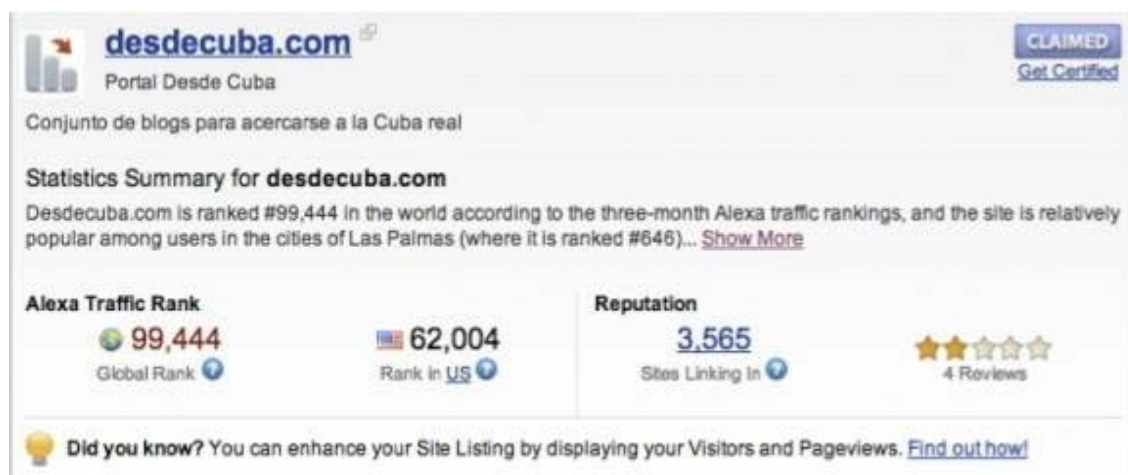 desdecuba.com
CLAIMED
Portal Desde Cuba
Get Certified
Conjunto de blogs para acercarse a la Cuba real
Statistics Summary for desdecuba.com
Desdecuba.com is ranked #99,444 in the world according to the three-month Alexa traffic rankings, and the site is relatively
popular among users in the cities of Las Palmas (where it is ranked #646)... Show More
Alexa Traffic Rank
Reputation
99,444
62,004
3,565
Global Rank ?
Rank in US ?
Sites Linking In ?
4 Reviews
Did you know? You can enhance your Site Listing by displaying your Visitors and Pageviews. Find out how!